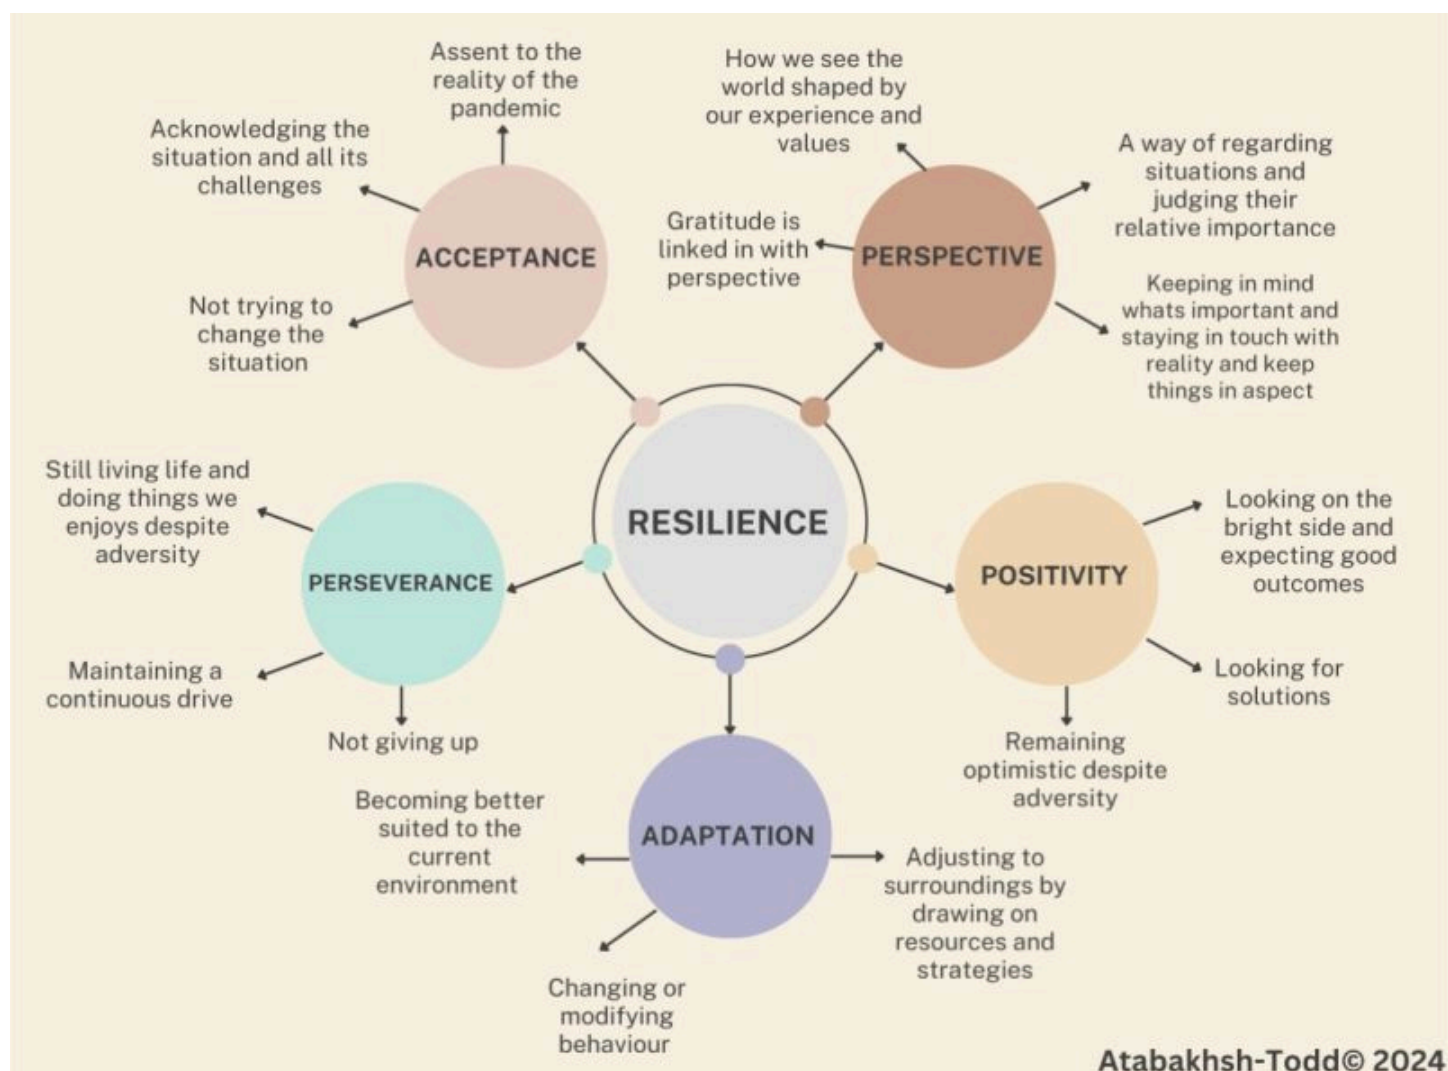 Assent to the
reality of the
pandemic
Acknowledging the
situation and all its
challenges
ACCEPTANCE
Not trying to
change the
situation
How we see the
world shaped by
our experience and
values
A way of regarding
situations and
judging their
relative importance
Gratitude is
linked in with
perspective
PERSPECTIVE
Keeping in mind
whats important and
staying in touch with
reality and keep
things in aspect
RESILIENCE
Still living life and
doing things we
enjoys despite
adversity
PERSEVERANCE
Maintaining a
continuous drive
Not giving up
POSITIVITY
Looking on the
bright side and
expecting good
outcomes
Looking for
solutions
Remaining
optimistic despite
adversity
ADAPTATION
Becoming better
suited to the
current
environment
Adjusting to
surroundings by
drawing on
resources and
strategies
Changing or
modifying
behaviour
Atabakhsh-Todd© 2024